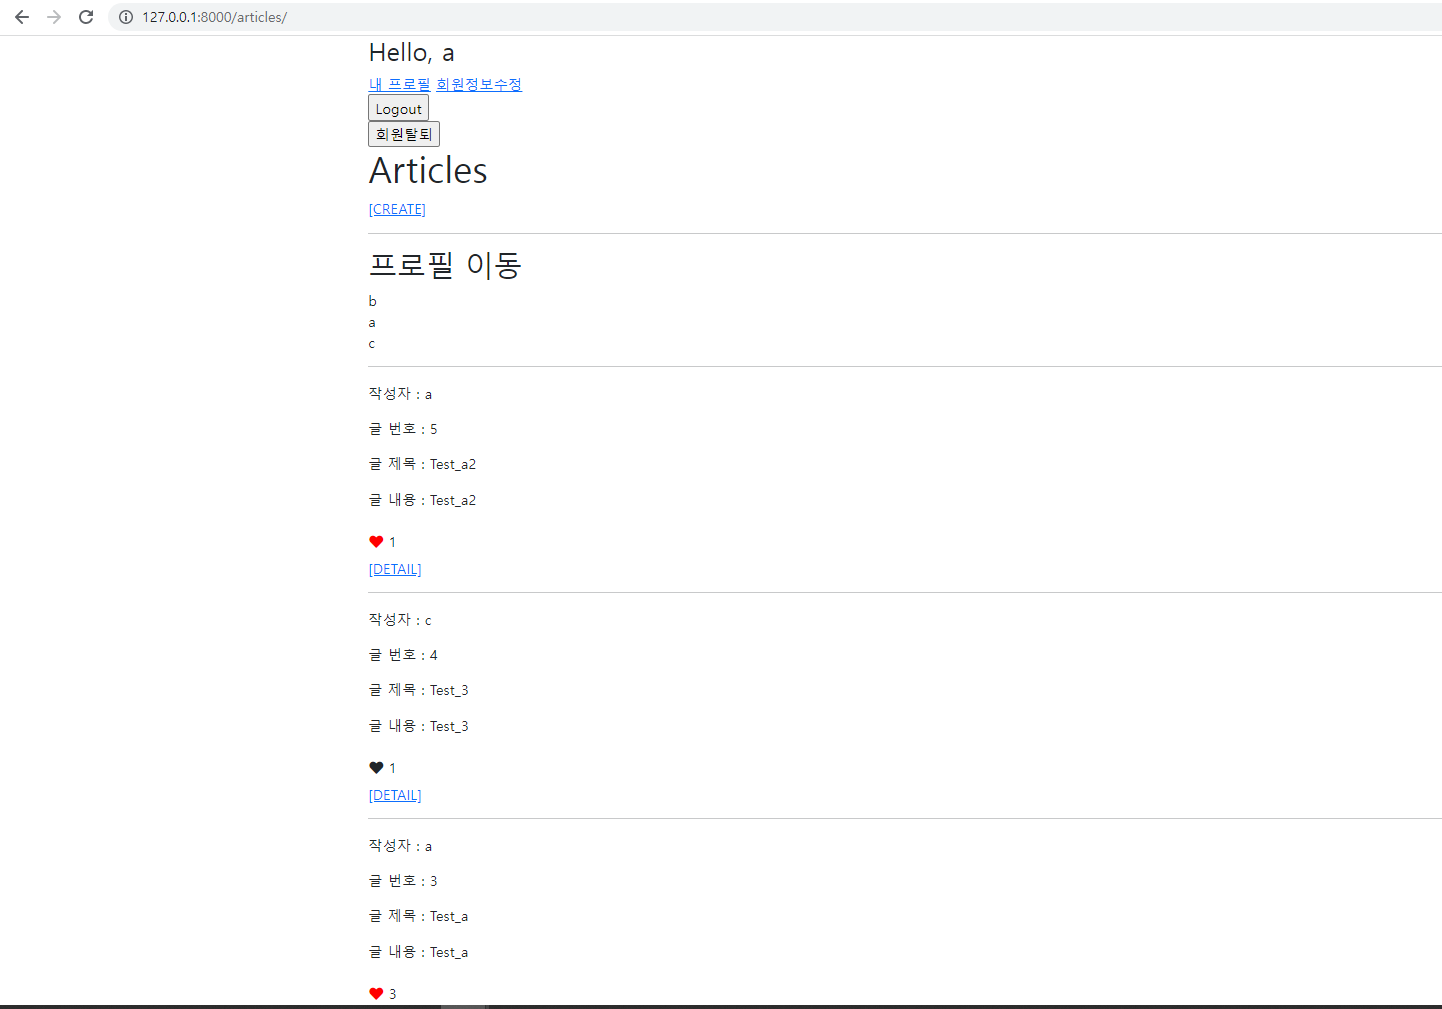 127.0.0.1:8000/articles/
Hello, a
내 프로필 회원정보수정
Logout
회원탈퇴
Articles
[CREATE]
프로필 이동
b
a
c
작성자 : a
글 번호 : 5
글 제목 : Test_a2
글 내용 : Test_a2
1
[DETAIL]
작성자 : c
글 번호 : 4
글 제목 : Test_3
글 내용 : Test_3
1
[DETAIL]
작성자 : a
글 번호 : 3
글 제목 : Test_a
글 내용 : Test_a
3